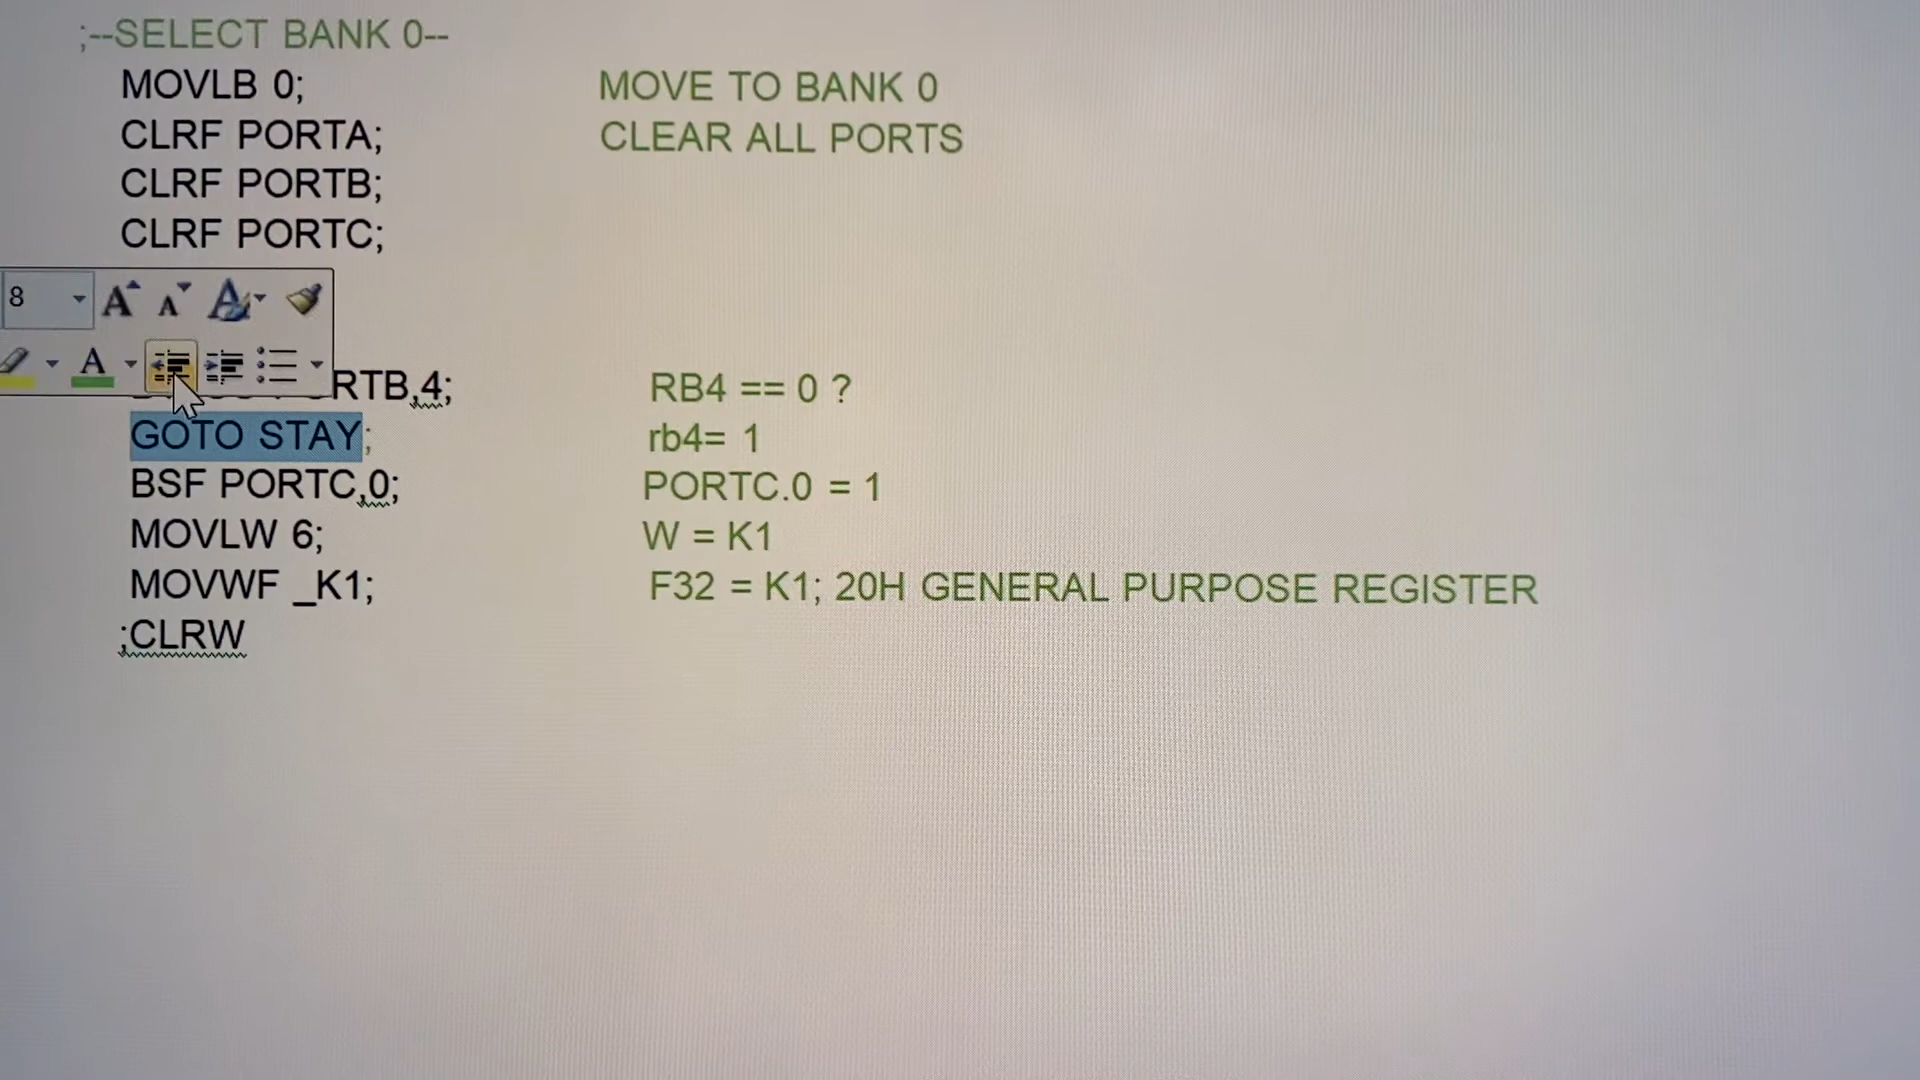 ;--SELECT BANK 0--
MOVLB 0; MOVE TO BANK 0
CLRF PORTA; CLEAR ALL PORTS
CLRF PORTB;
CLRF PORTC;
8
RTB,4; RB4 == 0 ?
GOTO STAY; rb4= 1
BSF PORTC,0; PORTC.0 = 1
MOVLW 6; W = K1
MOVWF _K1; F32 = K1; 20H GENERAL PURPOSE REGISTER
;CLRW